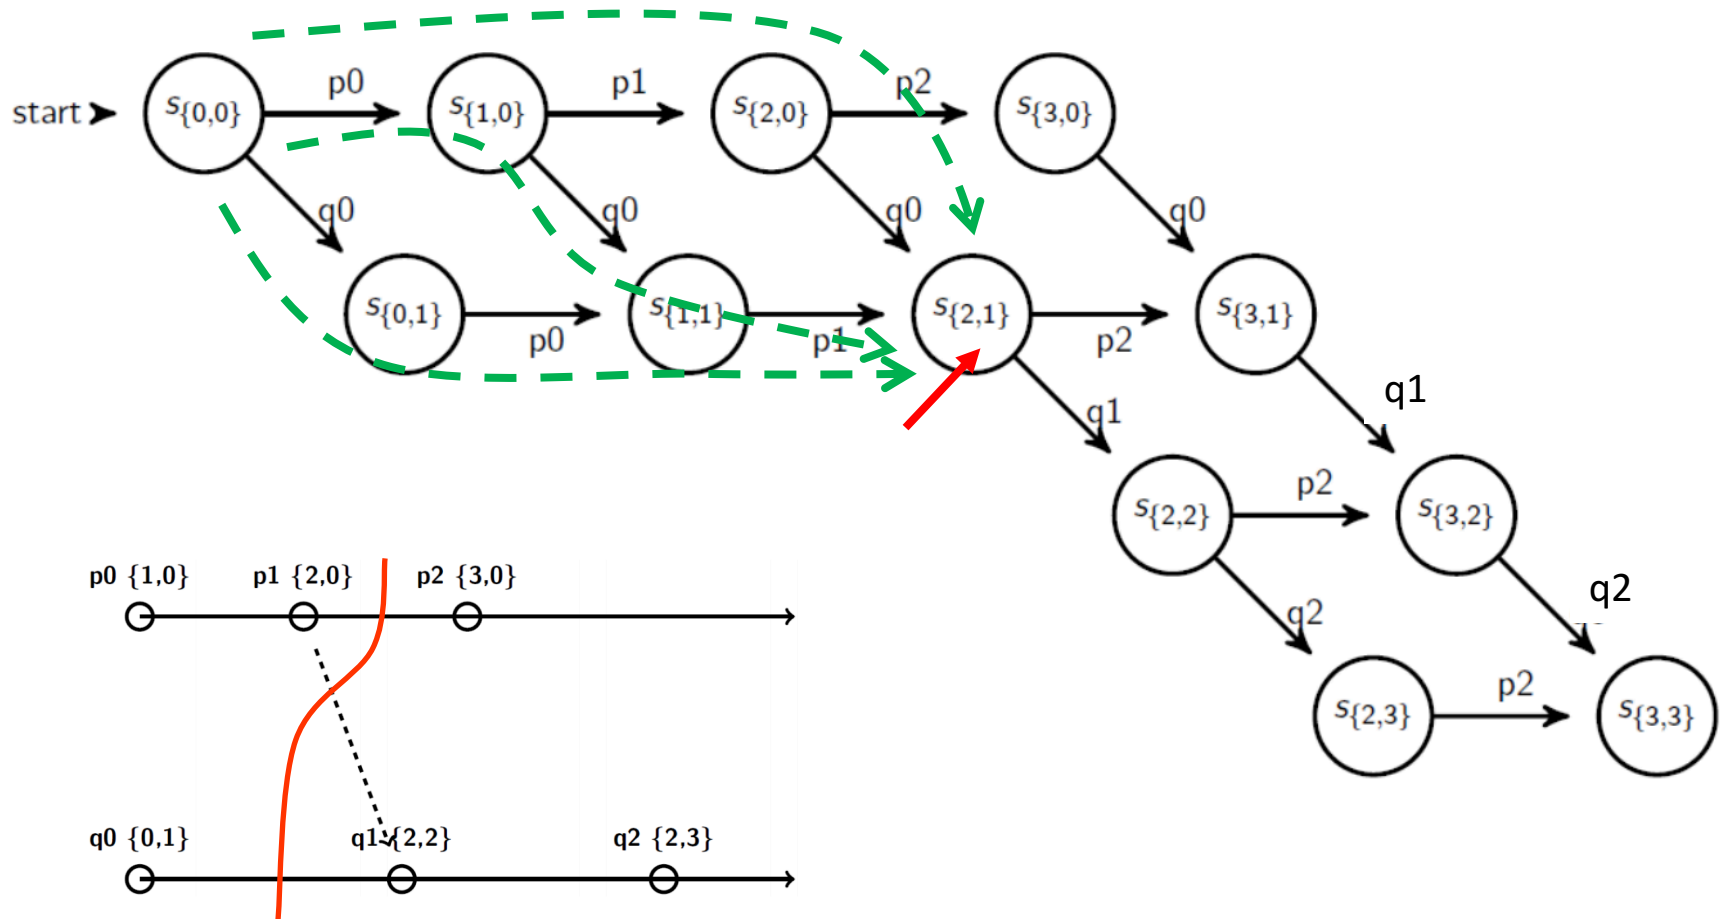 p0 p1 p2
start S{0,0} S{1,0} S{2,0} S{3,0}
q0 q0 q0 q0
S{0,1} S{1,1} S{2,1} S{3,1}
p0 p1 p2
q1 q1
p2
S{2,2} S{3,2}
p0 {1,0} p1 {2,0} p2 {3,0}
q2 q2
p2
S{2,3} S{3,3}
q0 {0,1} q1 {2,2} q2 {2,3}